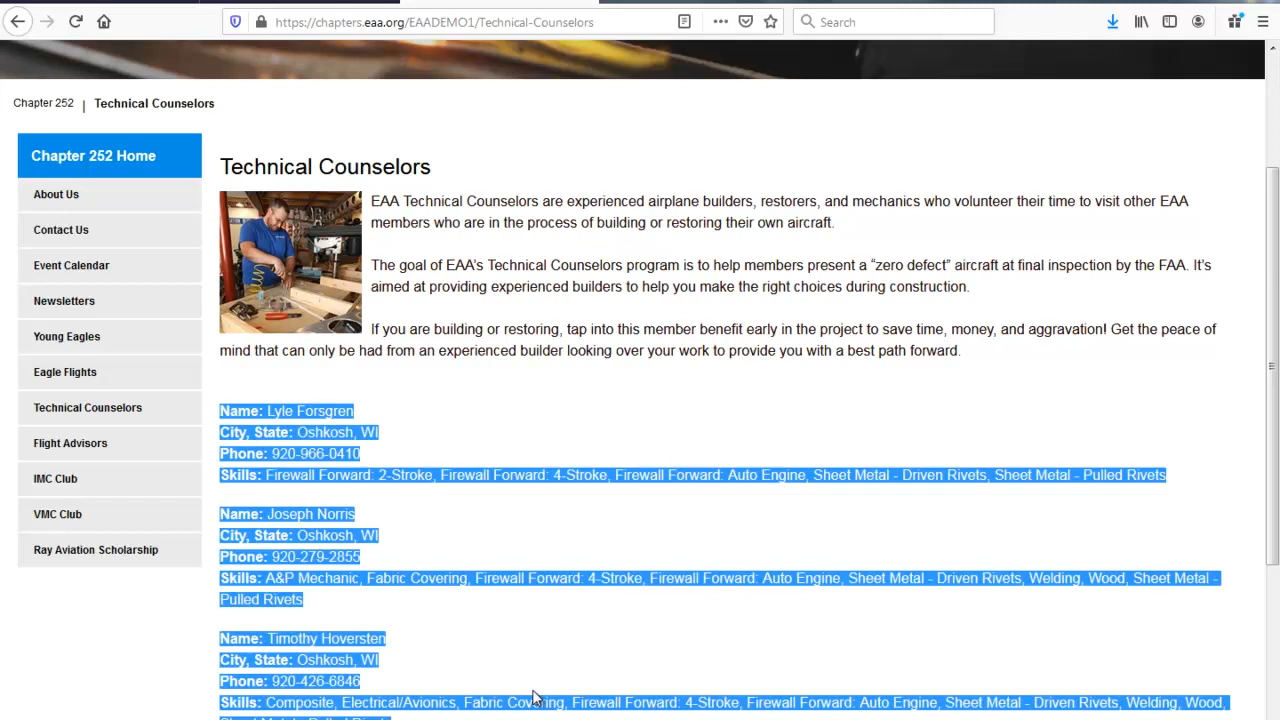 https://chapters.eaa.org/EAADEMO1/Technical-Counselors
Search
Chapter 252 | Technical Counselors
Chapter 252 Home
About Us
Contact Us
Event Calendar
Newsletters
Young Eagles
Eagle Flights
Technical Counselors
Flight Advisors
IMC Club
VMC Club
Ray Aviation Scholarship
Technical Counselors
EAA Technical Counselors are experienced airplane builders, restorers, and mechanics who volunteer their time to visit other EAA
members who are in the process of building or restoring their own aircraft.
The goal of EAA's Technical Counselors program is to help members present a “zero defect” aircraft at final inspection by the FAA. It's
aimed at providing experienced builders to help you make the right choices during construction.
If you are building or restoring, tap into this member benefit early in the project to save time, money, and aggravation! Get the peace of
mind that can only be had from an experienced builder looking over your work to provide you with a best path forward.
Name: Lyle Forsgren
City, State: Oshkosh, WI
Phone: 920-966-0410
Skills: Firewall Forward: 2-Stroke, Firewall Forward: 4-Stroke, Firewall Forward: Auto Engine, Sheet Metal - Driven Rivets, Sheet Metal - Pulled Rivets
Name: Joseph Norris
City, State: Oshkosh, WI
Phone: 920-279-2855
Skills: A&P Mechanic, Fabric Covering, Firewall Forward: 4-Stroke, Firewall Forward: Auto Engine, Sheet Metal - Driven Rivets, Welding, Wood, Sheet Metal -
Pulled Rivets
Name: Timothy Hoversten
City, State: Oshkosh, WI
Phone: 920-426-6846
Skills: Composite, Electrical/Avionics, Fabric Covering, Firewall Forward: 4-Stroke, Firewall Forward: Auto Engine, Sheet Metal - Driven Rivets, Welding, Wood,